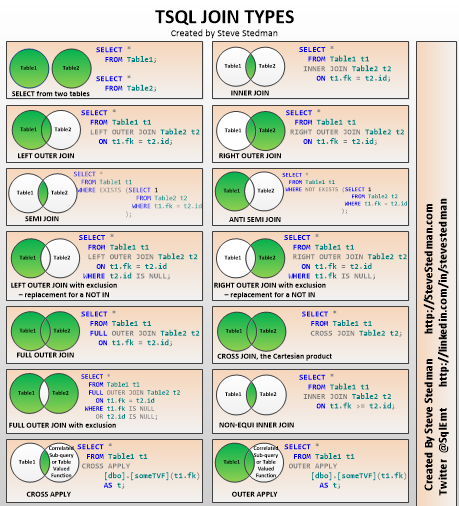 TSQL JOIN TYPES
Created by Steve Stedman
Table1
Table2
SELECT *
FROM Table1;
SELECT *
FROM Table2;
SELECT from two tables
Table1
Table2
SELECT *
FROM Table1 t1
INNER JOIN Table2 t2
ON t1.fk = t2.id;
INNER JOIN
Table1
Table2
SELECT *
FROM Table1 t1
LEFT OUTER JOIN Table2 t2
ON t1.fk = t2.id;
LEFT OUTER JOIN
Table1
Table2
SELECT *
FROM Table1 t1
RIGHT OUTER JOIN Table2 t2
ON t1.fk = t2.id;
RIGHT OUTER JOIN
Table1
Table2
SELECT *
FROM Table1 t1
WHERE EXISTS (SELECT 1
FROM Table2 t2
WHERE t1.fk = t2.id
);
SEMI JOIN
Table1
Table2
SELECT *
FROM Table1 t1
WHERE NOT EXISTS (SELECT 1
FROM Table2 t2
WHERE t1.fk = t2.id
);
ANTI SEMI JOIN
Table1
Table2
SELECT *
FROM Table1 t1
LEFT OUTER JOIN Table2 t2
ON t1.fk = t2.id
WHERE t2.id IS NULL;
LEFT OUTER JOIN with exclusion
– replacement for a NOT IN
Table1
Table2
SELECT *
FROM Table1 t1
RIGHT OUTER JOIN Table2 t2
ON t1.fk = t2.id
WHERE t1.fk IS NULL;
RIGHT OUTER JOIN with exclusion
– replacement for a NOT IN
Table1
Table2
SELECT *
FROM Table1 t1
FULL OUTER JOIN Table2 t2
ON t1.fk = t2.id;
FULL OUTER JOIN
Table1
Table2
SELECT *
FROM Table1 t1
CROSS JOIN Table2 t2;
CROSS JOIN, the Cartesian product
Table1
Table2
SELECT *
FROM Table1 t1
FULL OUTER JOIN Table2 t2
ON t1.fk = t2.id
WHERE t1.fk IS NULL
OR t2.id IS NULL;
FULL OUTER JOIN with exclusion
Table1
Table2
SELECT *
FROM Table1 t1
INNER JOIN Table2 t2
ON t1.fk >= t2.id;
NON-EQUI INNER JOIN
Table1
Correlated
Sub-query
or Table
Valued
Function
SELECT *
FROM Table1 t1
CROSS APPLY
[dbo].[someTVF](t1.fk)
AS t;
CROSS APPLY
Table1
Correlated
Sub-query
or Table
Valued
Function
SELECT *
FROM Table1 t1
OUTER APPLY
[dbo].[someTVF](t1.fk)
AS t;
OUTER APPLY
Created By Steve Stedman http://SteveStedman.com
Twitter @SqlEmt http://linkedin.com/in/stevestedman